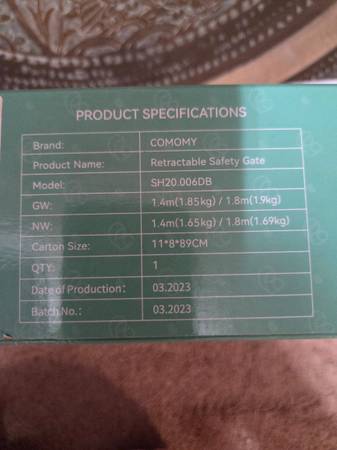 PRODUCT SPECIFICATIONS
Brand: COMOMY
Product Name: Retractable Safety Gate
Model: SH20.006DB
GW: 1.4m(1.85kg) / 1.8m(1.9kg)
NW: 1.4m(1.65kg) / 1.8m(1.69kg)
Carton Size: 11*8*89CM
QTY: 1
Date of Production: 03.2023
Batch No.: 03.2023